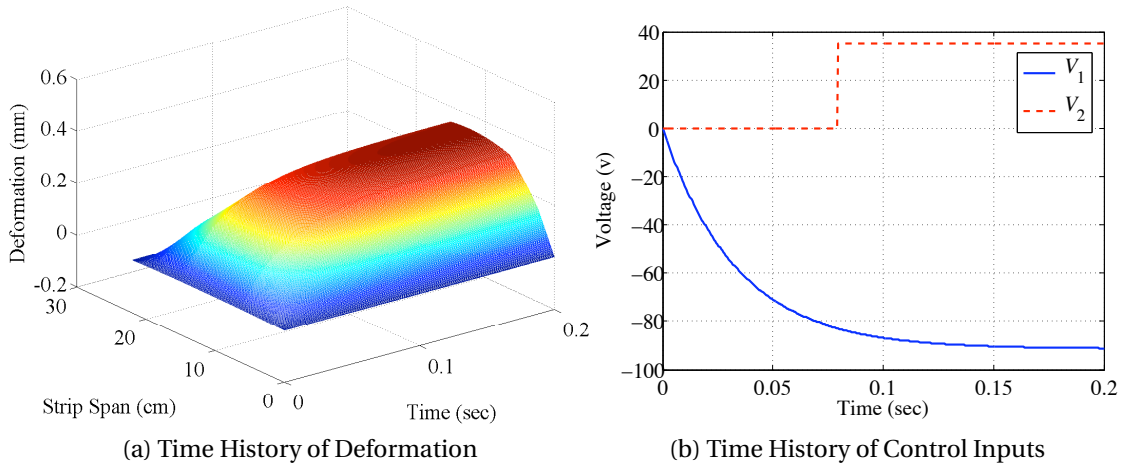 0.6
0.4
0.2
0
-0.2
Deformation (mm)
30
20
10
0
Strip Span (cm)
0
0.1
0.2
Time (sec)
(a) Time History of Deformation
40
20
0
−20
−40
−60
−80
−100
Voltage (v)
V_1
V_2
0
0.05
0.1
0.15
0.2
Time (sec)
(b) Time History of Control Inputs